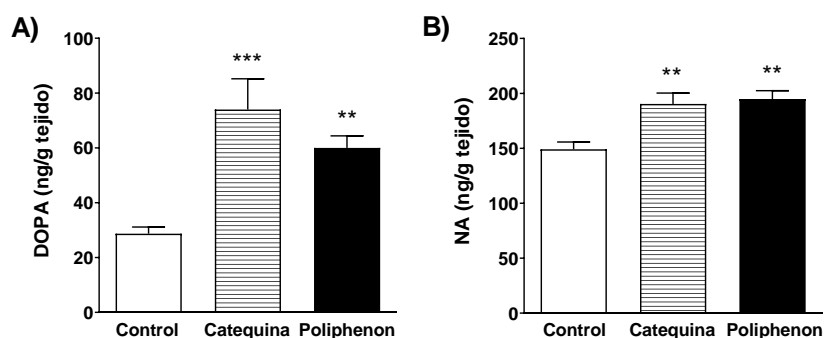 A)
DOPA (ng/g tejido)
100
80
60
40
20
0
***
**
Control Catequina Poliphenon
B)
NA (ng/g tejido)
250
200
150
100
50
0
**
**
Control Catequina Poliphenon